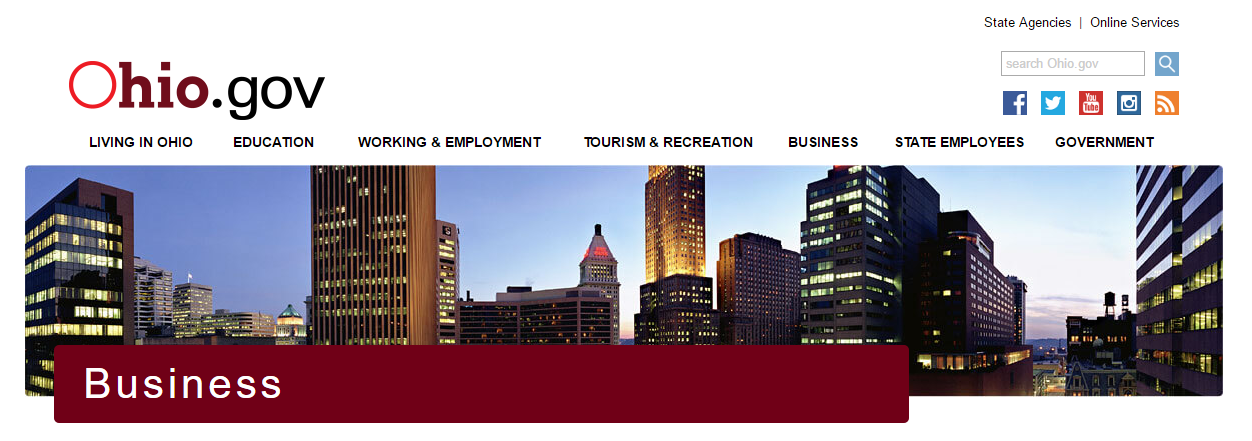 State Agencies | Online Services
search Ohio.gov
Ohio.gov
You
Tube
LIVING IN OHIO EDUCATION WORKING & EMPLOYMENT TOURISM & RECREATION BUSINESS STATE EMPLOYEES GOVERNMENT
Business